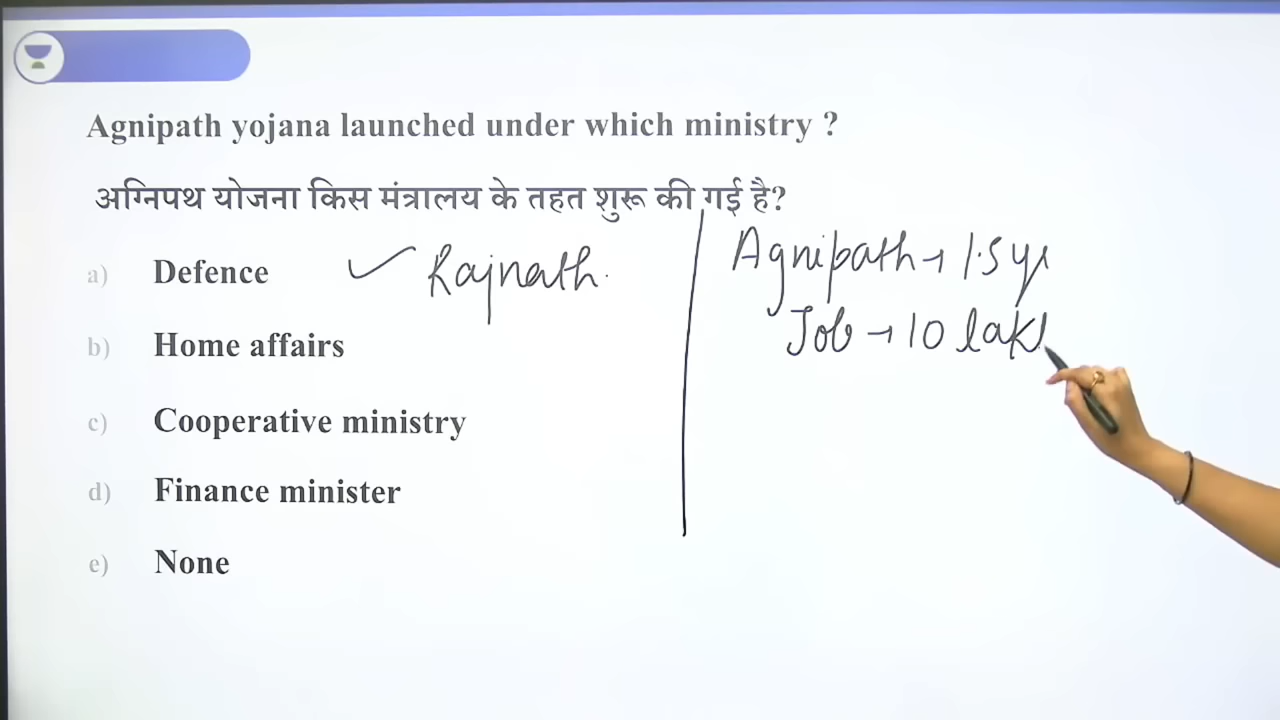 Agnipath yojana launched under which ministry ?
अग्निपथ योजना किस मंत्रालय के तहत शुरू की गई है?
a) Defence ✓ Rajnath.
b) Home affairs
c) Cooperative ministry
d) Finance minister
e) None
Agnipath → 1.5 yr
Job → 10 lakh